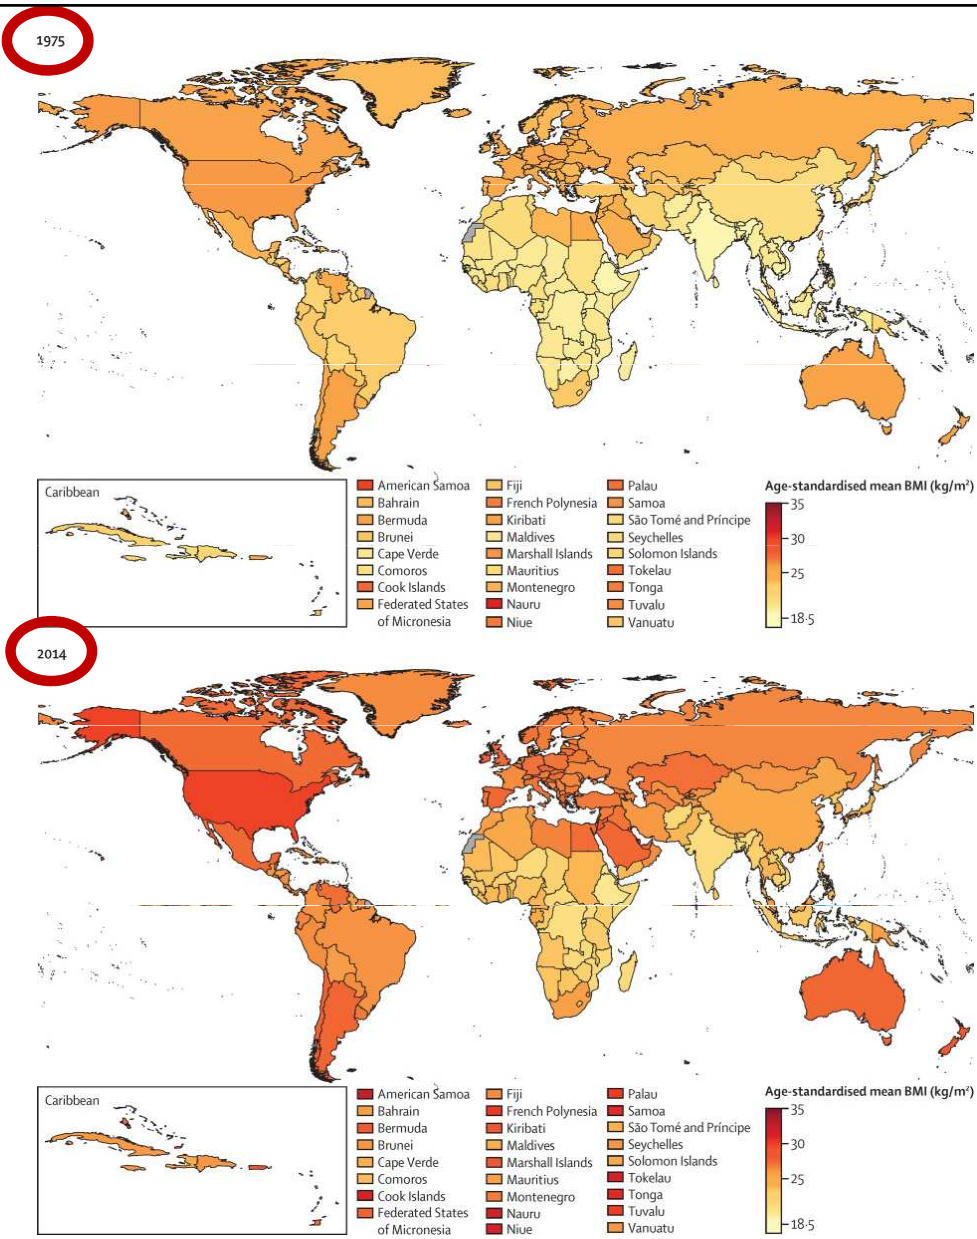 1975
Caribbean
American Samoa
Bahrain
Bermuda
Brunei
Cape Verde
Comoros
Cook Islands
Federated States
of Micronesia
Fiji
French Polynesia
Kiribati
Maldives
Marshall Islands
Mauritius
Montenegro
Nauru
Niue
Palau
Samoa
São Tomé and Príncipe
Seychelles
Solomon Islands
Tokelau
Tonga
Tuvalu
Vanuatu
Age-standardised mean BMI (kg/m²)
35
30
25
18·5
2014
Caribbean
American Samoa
Bahrain
Bermuda
Brunei
Cape Verde
Comoros
Cook Islands
Federated States
of Micronesia
Fiji
French Polynesia
Kiribati
Maldives
Marshall Islands
Mauritius
Montenegro
Nauru
Niue
Palau
Samoa
São Tomé and Príncipe
Seychelles
Solomon Islands
Tokelau
Tonga
Tuvalu
Vanuatu
Age-standardised mean BMI (kg/m²)
35
30
25
18·5